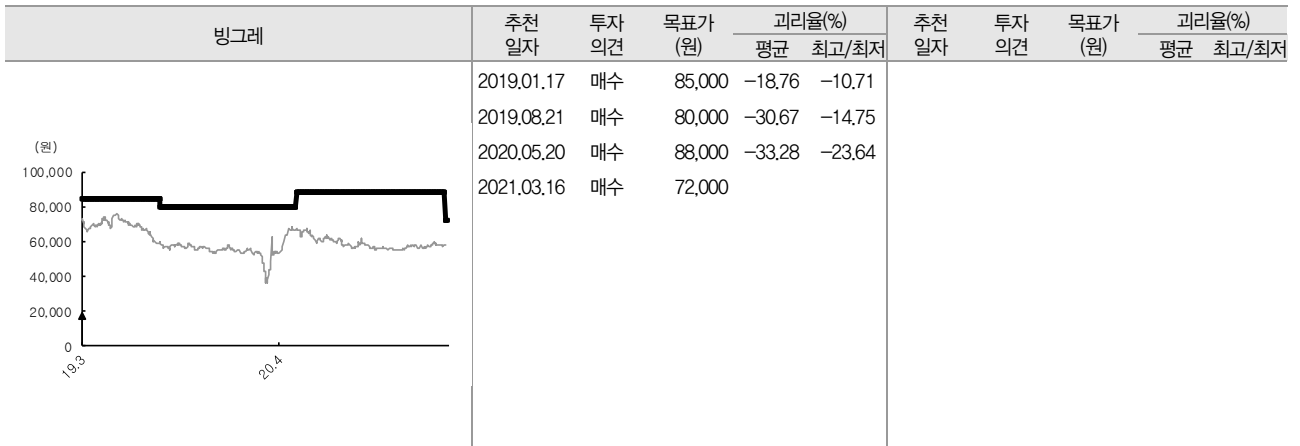 빙그레
추천 일자 투자 의견 목표가 (원) 괴리율(%) 평균 최고/최저 추천 일자 투자 의견 목표가 (원) 괴리율(%) 평균 최고/최저
2019.01.17 매수 85,000 -18.76 -10.71
2019.08.21 매수 80,000 -30.67 -14.75
2020.05.20 매수 88,000 -33.28 -23.64
2021.03.16 매수 72,000
(원)
100,000
80,000
60,000
40,000
20,000
0
19.3 20.4